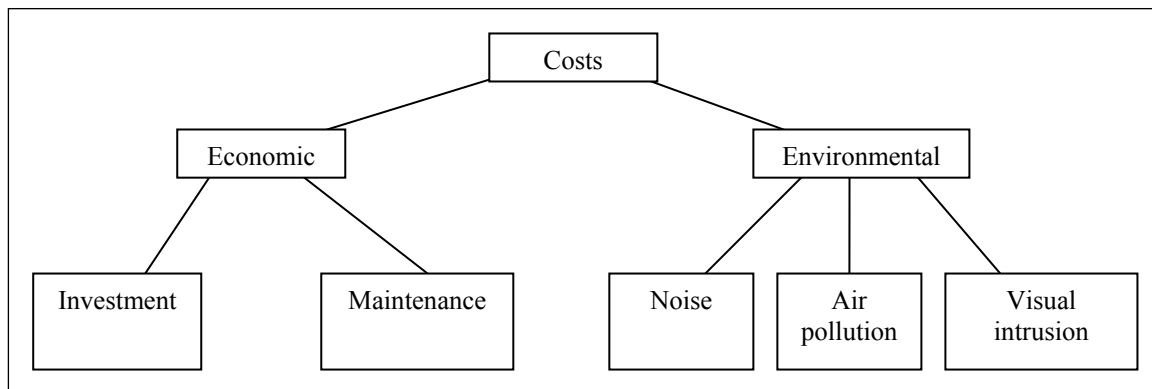 Costs
Economic
Environmental
Investment
Maintenance
Noise
Air
pollution
Visual
intrusion